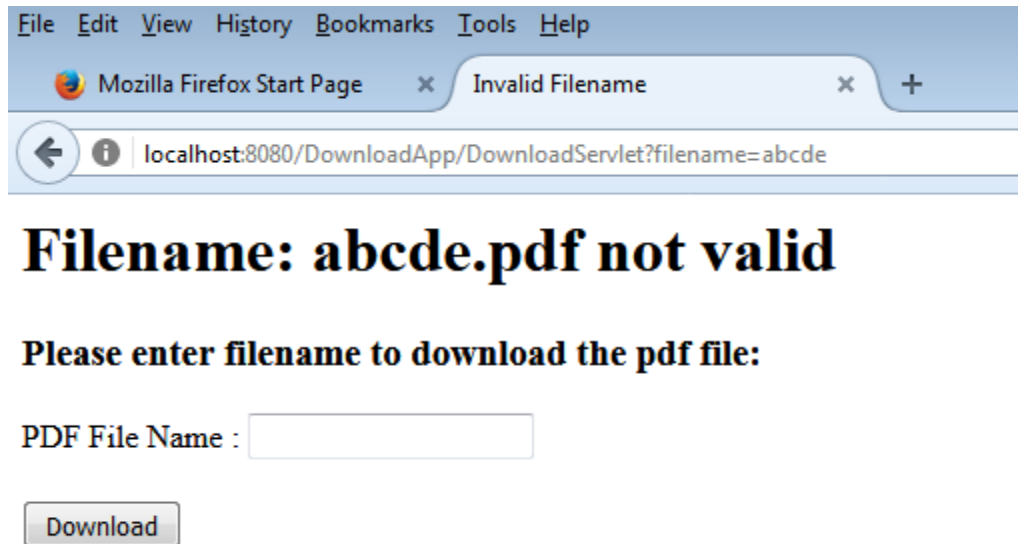 File Edit View History Bookmarks Tools Help
Mozilla Firefox Start Page × Invalid Filename × +
localhost:8080/DownloadApp/DownloadServlet?filename=abcde
Filename: abcde.pdf not valid
Please enter filename to download the pdf file:
PDF File Name :
Download